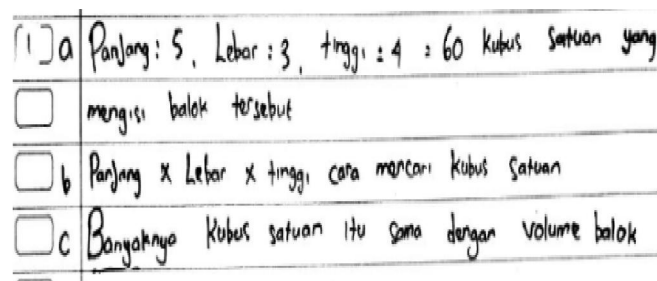 [1] a Panjang : 5, Lebar : 3, tinggi : 4 = 60 kubus satuan yang
mengisi balok tersebut
b Panjang x Lebar x tinggi cara mencari kubus satuan
c Banyaknya kubus satuan itu sama dengan volume balok